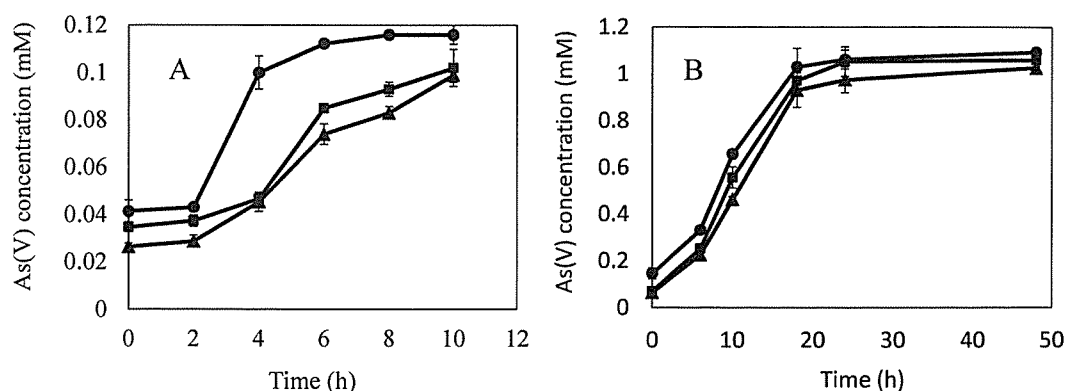 As(V) concentration (mM)
0.12
0.1
0.08
0.06
0.04
0.02
0
A
0 2 4 6 8 10 12
Time (h)
As(V) concentration (mM)
1.2
1
0.8
0.6
0.4
0.2
0
B
0 10 20 30 40 50
Time (h)